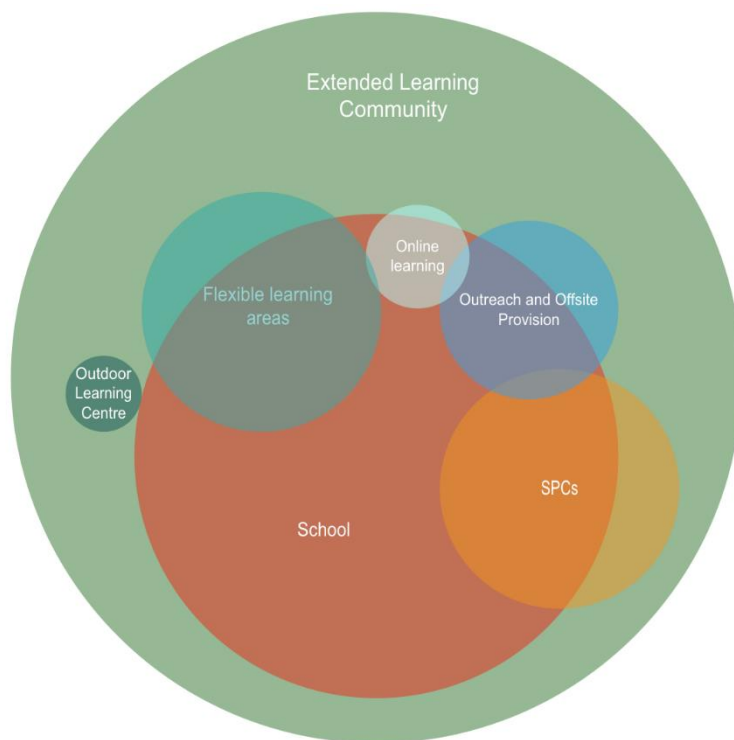 Extended Learning
Community
Online
learning
Flexible learning
areas
Outreach and Offsite
Provision
Outdoor
Learning
Centre
SPCs
School